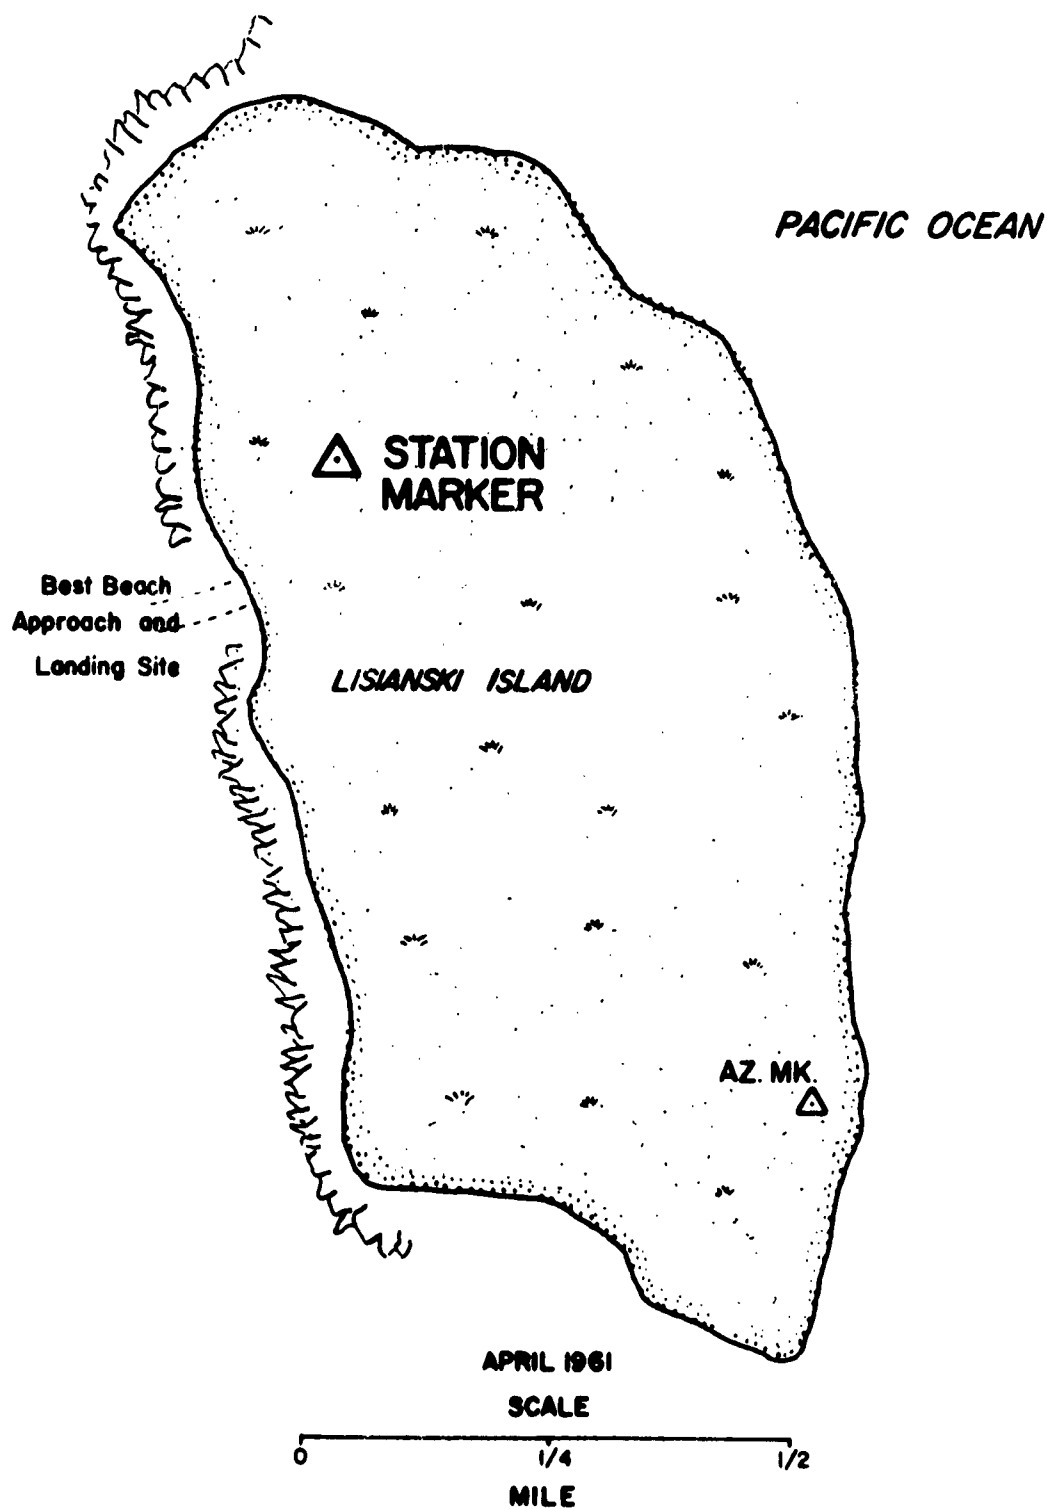 PACIFIC OCEAN
STATION
MARKER
Best Beach
Approach and
Landing Site
LISIANSKI ISLAND
AZ. MK.
APRIL 1961
SCALE
0 1/4 1/2
MILE